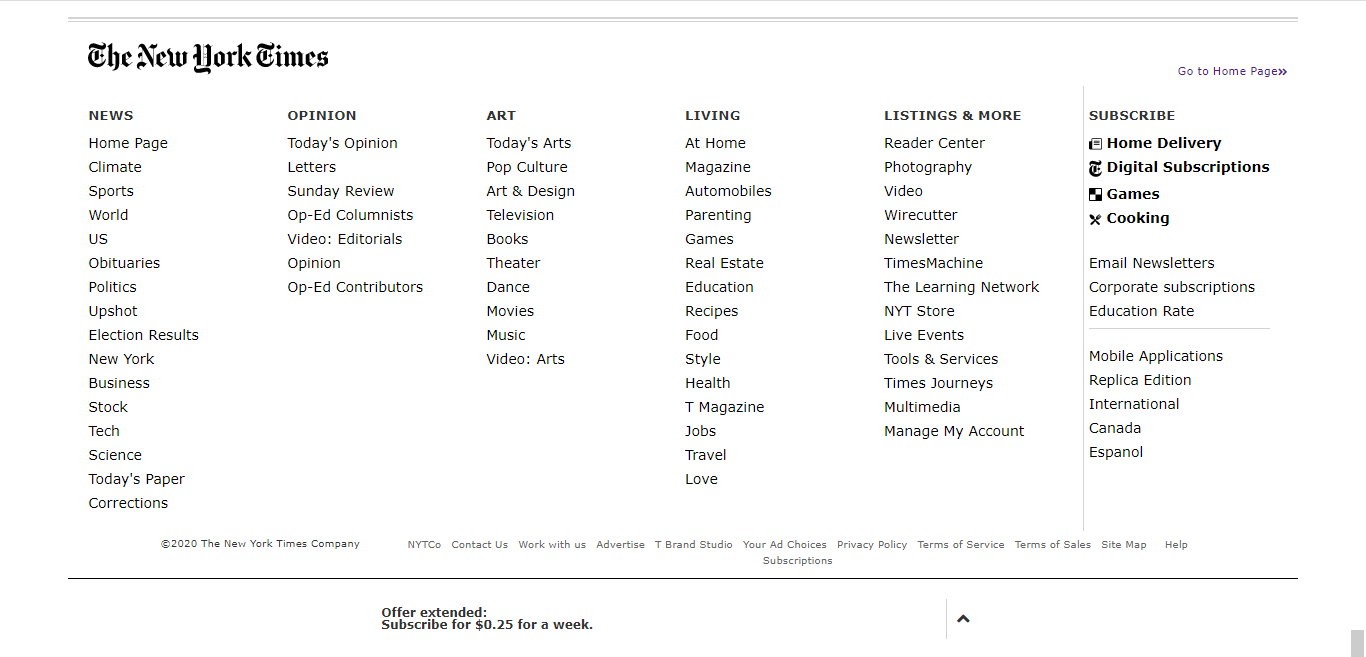 The New York Times
Go to Home Page»
NEWS
Home Page
Climate
Sports
World
US
Obituaries
Politics
Upshot
Election Results
New York
Business
Stock
Tech
Science
Today's Paper
Corrections
OPINION
Today's Opinion
Letters
Sunday Review
Op-Ed Columnists
Video: Editorials
Opinion
Op-Ed Contributors
ART
Today's Arts
Pop Culture
Art & Design
Television
Books
Theater
Dance
Movies
Music
Video: Arts
LIVING
At Home
Magazine
Automobiles
Parenting
Games
Real Estate
Education
Recipes
Food
Style
Health
T Magazine
Jobs
Travel
Love
LISTINGS & MORE
Reader Center
Photography
Video
Wirecutter
Newsletter
TimesMachine
The Learning Network
NYT Store
Live Events
Tools & Services
Times Journeys
Multimedia
Manage My Account
SUBSCRIBE
Home Delivery
Digital Subscriptions
Games
Cooking
Email Newsletters
Corporate subscriptions
Education Rate
Mobile Applications
Replica Edition
International
Canada
Espanol
©2020 The New York Times Company
NYTCo Contact Us Work with us Advertise T Brand Studio Your Ad Choices Privacy Policy Terms of Service Terms of Sales Site Map Help
Subscriptions
Offer extended:
Subscribe for $0.25 for a week.